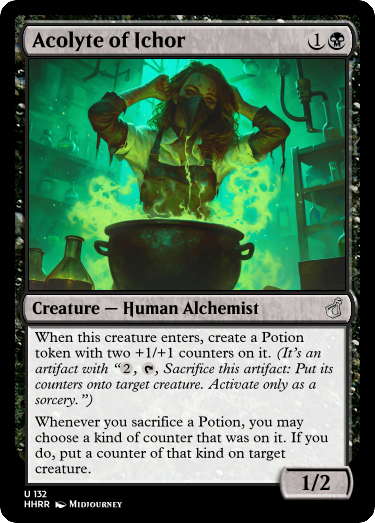 Acolyte of Ichor 1
Creature — Human Alchemist
When this creature enters, create a Potion
token with two +1/+1 counters on it. (It's an
artifact with “2, , Sacrifice this artifact: Put its
counters onto target creature. Activate only as a
sorcery.”)
Whenever you sacrifice a Potion, you may
choose a kind of counter that was on it. If you
do, put a counter of that kind on target
creature.
1/2
U 132
HHRR Midjourney